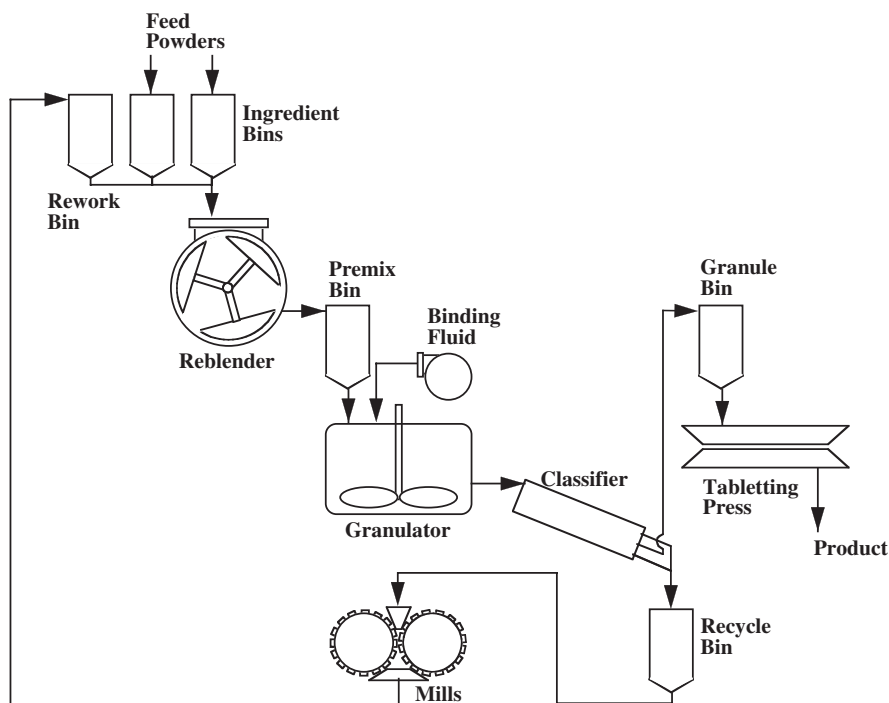 Feed
Powders
Ingredient
Bins
Rework
Bin
Reblender
Premix
Bin
Binding
Fluid
Granulator
Classifier
Granule
Bin
Tabletting
Press
Product
Recycle
Bin
Mills